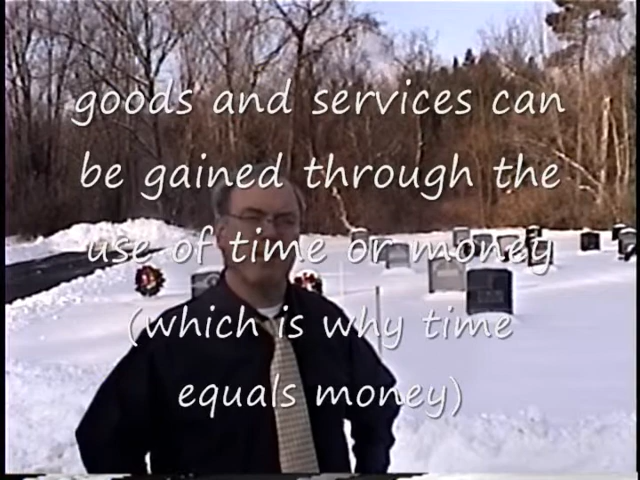 goods and services can
be gained through the
use of time or money
(which is why time
equals money)